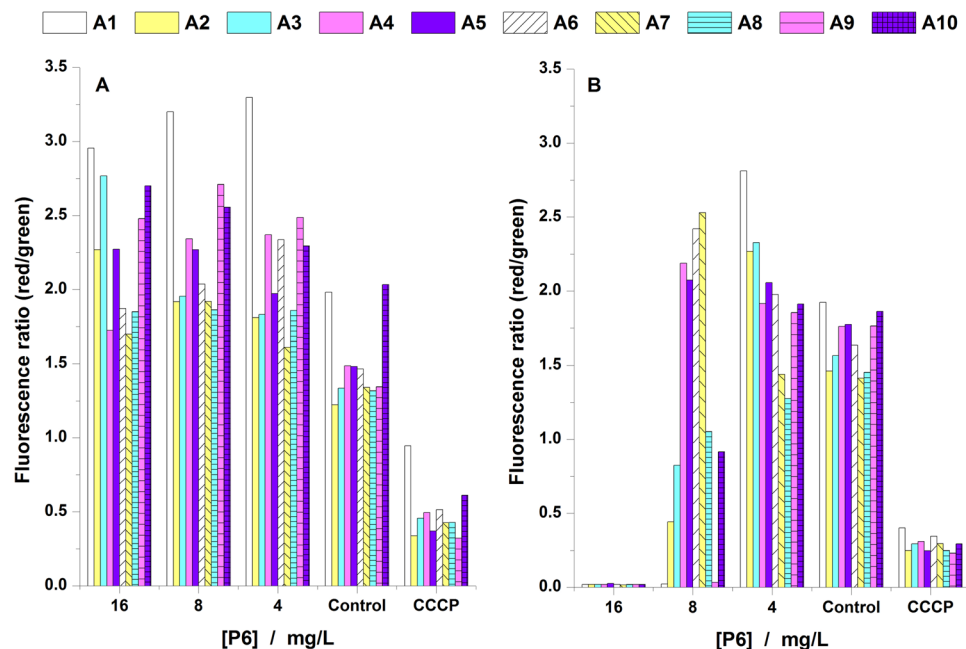 A1 A2 A3 A4 A5 A6 A7 A8 A9 A10
A
Fluorescence ratio (red/green)
3.5
3.0
2.5
2.0
1.5
1.0
0.5
0.0
16 8 4 Control CCCP
[P6] / mg/L
B
Fluorescence ratio (red/green)
3.5
3.0
2.5
2.0
1.5
1.0
0.5
0.0
16 8 4 Control CCCP
[P6] / mg/L